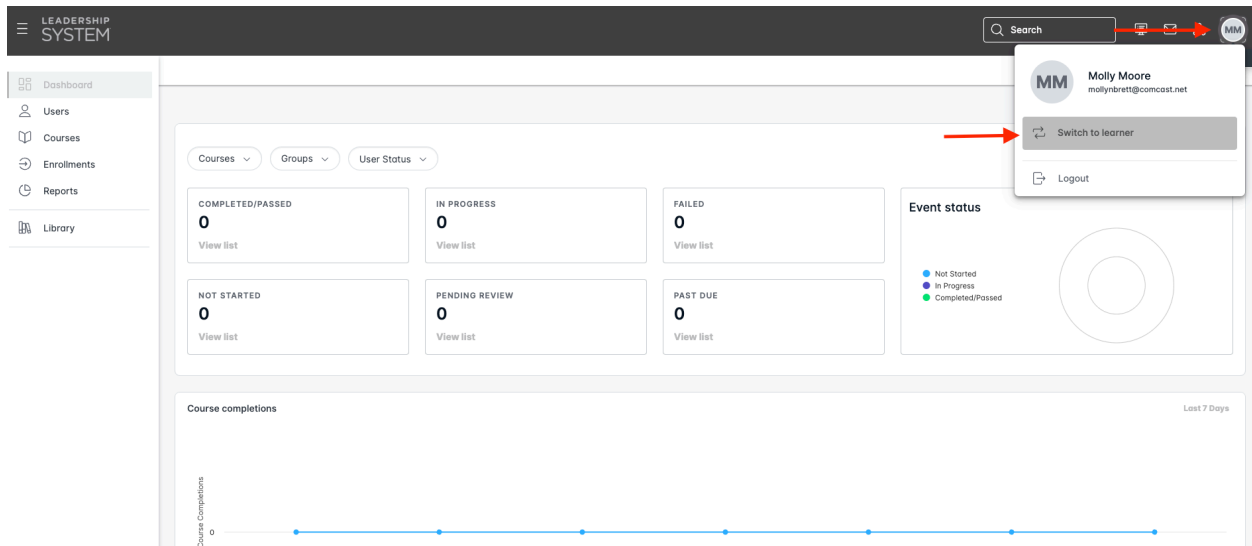 LEADERSHIP
SYSTEM
Search
MM
MM
Molly Moore
mollynbrett@comcast.net
Switch to learner
Logout
Dashboard
Users
Courses
Enrollments
Reports
Library
Courses
Groups
User Status
COMPLETED/PASSED
0
View list
IN PROGRESS
0
View list
FAILED
0
View list
NOT STARTED
0
View list
PENDING REVIEW
0
View list
PAST DUE
0
View list
Event status
Not Started
In Progress
Completed/Passed
Course completions
Last 7 Days
Course Completions
0